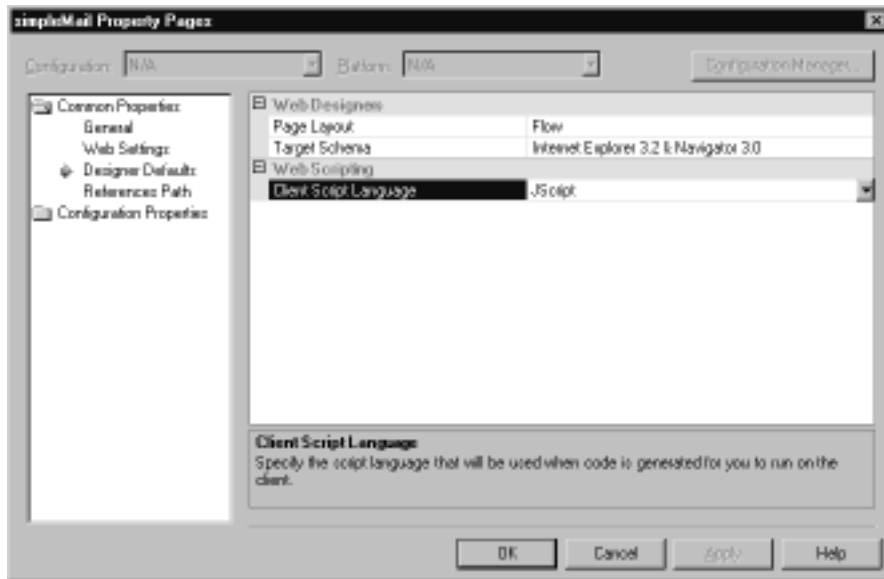 simpleMail Property Pages
Configuration: N/A Platform: N/A Configuration Manager...
Common Properties
General
Web Settings
Designer Defaults
References Path
Configuration Properties
Web Designers
Page Layout Flow
Target Schema Internet Explorer 3.2 & Navigator 3.0
Web Scripting
Client Script Language JScript
Client Script Language
Specify the script language that will be used when code is generated for you to run on the
client.
OK Cancel Apply Help